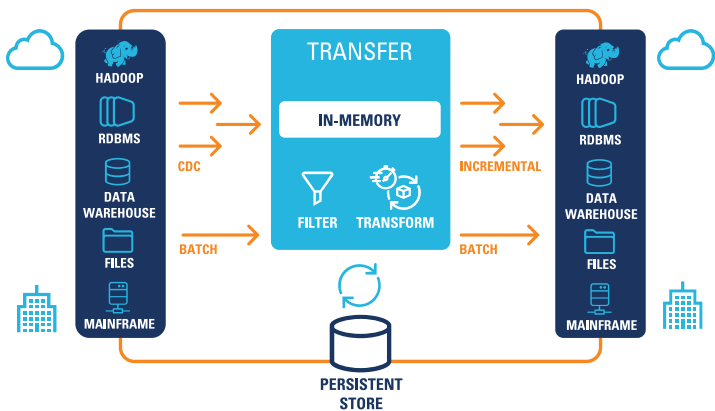 TRANSFER
HADOOP
RDBMS
DATA
WAREHOUSE
FILES
MAINFRAME
CDC
BATCH
IN-MEMORY
FILTER
TRANSFORM
INCREMENTAL
BATCH
HADOOP
RDBMS
DATA
WAREHOUSE
FILES
MAINFRAME
PERSISTENT
STORE